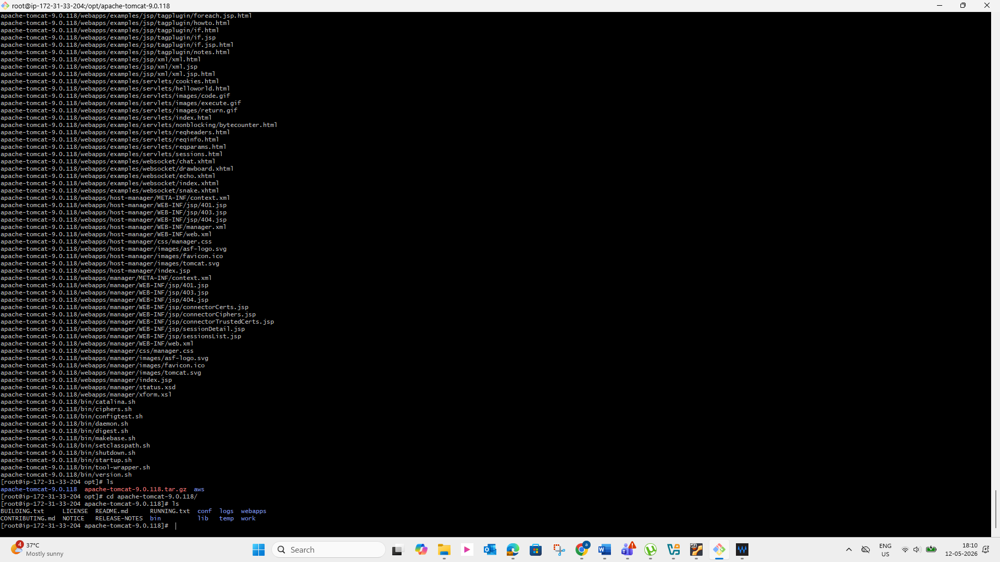 root@ip-172-31-33-204:/opt/apache-tomcat-9.0.118
apache-tomcat-9.0.118/webapps/examples/jsp/tagplugin/foreach.jsp.html
apache-tomcat-9.0.118/webapps/examples/jsp/tagplugin/howto.html
apache-tomcat-9.0.118/webapps/examples/jsp/tagplugin/if.html
apache-tomcat-9.0.118/webapps/examples/jsp/tagplugin/if.jsp
apache-tomcat-9.0.118/webapps/examples/jsp/tagplugin/if.jsp.html
apache-tomcat-9.0.118/webapps/examples/jsp/tagplugin/notes.html
apache-tomcat-9.0.118/webapps/examples/jsp/xml/xml.html
apache-tomcat-9.0.118/webapps/examples/jsp/xml/xml.jsp
apache-tomcat-9.0.118/webapps/examples/jsp/xml/xml.jsp.html
apache-tomcat-9.0.118/webapps/examples/servlets/cookies.html
apache-tomcat-9.0.118/webapps/examples/servlets/helloworld.html
apache-tomcat-9.0.118/webapps/examples/servlets/images/code.gif
apache-tomcat-9.0.118/webapps/examples/servlets/images/execute.gif
apache-tomcat-9.0.118/webapps/examples/servlets/images/return.gif
apache-tomcat-9.0.118/webapps/examples/servlets/index.html
apache-tomcat-9.0.118/webapps/examples/servlets/nonblocking/bytecounter.html
apache-tomcat-9.0.118/webapps/examples/servlets/reqheaders.html
apache-tomcat-9.0.118/webapps/examples/servlets/reqinfo.html
apache-tomcat-9.0.118/webapps/examples/servlets/reqparams.html
apache-tomcat-9.0.118/webapps/examples/servlets/sessions.html
apache-tomcat-9.0.118/webapps/examples/websocket/chat.xhtml
apache-tomcat-9.0.118/webapps/examples/websocket/drawboard.xhtml
apache-tomcat-9.0.118/webapps/examples/websocket/echo.xhtml
apache-tomcat-9.0.118/webapps/examples/websocket/index.xhtml
apache-tomcat-9.0.118/webapps/examples/websocket/snake.xhtml
apache-tomcat-9.0.118/webapps/host-manager/META-INF/context.xml
apache-tomcat-9.0.118/webapps/host-manager/WEB-INF/jsp/401.jsp
apache-tomcat-9.0.118/webapps/host-manager/WEB-INF/jsp/403.jsp
apache-tomcat-9.0.118/webapps/host-manager/WEB-INF/jsp/404.jsp
apache-tomcat-9.0.118/webapps/host-manager/WEB-INF/manager.xml
apache-tomcat-9.0.118/webapps/host-manager/WEB-INF/web.xml
apache-tomcat-9.0.118/webapps/host-manager/css/manager.css
apache-tomcat-9.0.118/webapps/host-manager/images/asf-logo.svg
apache-tomcat-9.0.118/webapps/host-manager/images/favicon.ico
apache-tomcat-9.0.118/webapps/host-manager/images/tomcat.svg
apache-tomcat-9.0.118/webapps/host-manager/index.jsp
apache-tomcat-9.0.118/webapps/manager/META-INF/context.xml
apache-tomcat-9.0.118/webapps/manager/WEB-INF/jsp/401.jsp
apache-tomcat-9.0.118/webapps/manager/WEB-INF/jsp/403.jsp
apache-tomcat-9.0.118/webapps/manager/WEB-INF/jsp/404.jsp
apache-tomcat-9.0.118/webapps/manager/WEB-INF/jsp/connectorCerts.jsp
apache-tomcat-9.0.118/webapps/manager/WEB-INF/jsp/connectorCiphers.jsp
apache-tomcat-9.0.118/webapps/manager/WEB-INF/jsp/connectorTrustedCerts.jsp
apache-tomcat-9.0.118/webapps/manager/WEB-INF/jsp/sessionDetail.jsp
apache-tomcat-9.0.118/webapps/manager/WEB-INF/jsp/sessionsList.jsp
apache-tomcat-9.0.118/webapps/manager/WEB-INF/web.xml
apache-tomcat-9.0.118/webapps/manager/css/manager.css
apache-tomcat-9.0.118/webapps/manager/images/asf-logo.svg
apache-tomcat-9.0.118/webapps/manager/images/favicon.ico
apache-tomcat-9.0.118/webapps/manager/images/tomcat.svg
apache-tomcat-9.0.118/webapps/manager/index.jsp
apache-tomcat-9.0.118/webapps/manager/status.xsd
apache-tomcat-9.0.118/webapps/manager/xform.xsl
apache-tomcat-9.0.118/bin/catalina.sh
apache-tomcat-9.0.118/bin/ciphers.sh
apache-tomcat-9.0.118/bin/configtest.sh
apache-tomcat-9.0.118/bin/daemon.sh
apache-tomcat-9.0.118/bin/digest.sh
apache-tomcat-9.0.118/bin/makebase.sh
apache-tomcat-9.0.118/bin/setclasspath.sh
apache-tomcat-9.0.118/bin/shutdown.sh
apache-tomcat-9.0.118/bin/startup.sh
apache-tomcat-9.0.118/bin/tool-wrapper.sh
apache-tomcat-9.0.118/bin/version.sh
[root@ip-172-31-33-204 opt]# ls
apache-tomcat-9.0.118  apache-tomcat-9.0.118.tar.gz  aws
[root@ip-172-31-33-204 opt]# cd apache-tomcat-9.0.118/
[root@ip-172-31-33-204 apache-tomcat-9.0.118]# ls
BUILDING.txt     LICENSE  README.md      RUNNING.txt  conf  logs  webapps
CONTRIBUTING.md  NOTICE   RELEASE-NOTES  bin          lib   temp  work
[root@ip-172-31-33-204 apache-tomcat-9.0.118]#
4
37°C
Mostly sunny
Search
a
ENG
US
18:10
12-05-2026